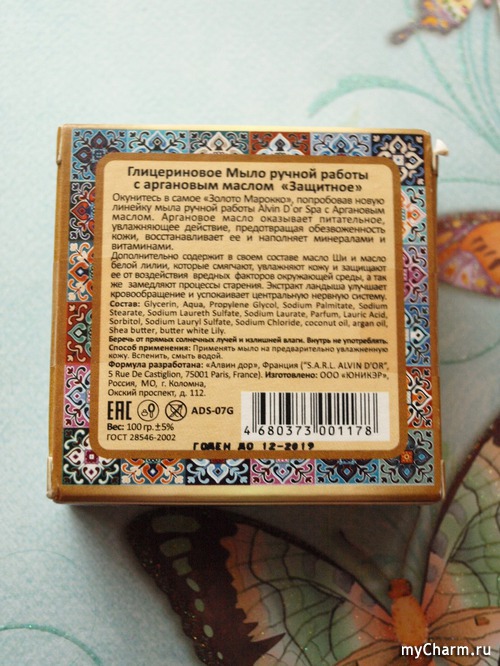 Глицериновое Мыло ручной работы
с аргановым маслом «Защитное»
Окунитесь в самое «Золото Марокко», попробовав новую
линейку мыла ручной работы Alvin D'or Spa с Аргановым
маслом. Аргановое масло оказывает питательное,
увлажняющее действие, предотвращая обезвоженность
кожи, восстанавливает ее и наполняет минералами и
витаминами.
Дополнительно содержит в своем составе масло Ши и масло
белой лилии, которые смягчают, увлажняют кожу и защищают
ее от воздействия вредных факторов окружающей среды, а так
же замедляют процессы старения. Экстракт ландыша улучшает
кровообращение и успокаивает центральную нервную систему.
Состав: Glycerin, Aqua, Propylene Glycol, Sodium Palmitate, Sodium
Stearate, Sodium Laureth Sulfate, Sodium Laurate, Parfum, Lauric Acid,
Sorbitol, Sodium Lauryl Sulfate, Sodium Chloride, coconut oil, argan oil,
Shea butter, butter white Lily.
Беречь от прямых солнечных лучей и излишней влаги. Внутрь не употреблять.
Способ применения: Применять мыло на предварительно увлажненную
кожу. Вспенить, смыть водой.
Формула разработана: «Алвин дор», Франция ("S.A.R.L. ALVIN D'OR",
5 Rue De Castiglion, 75001 Paris, France). Изготовлено: ООО «ЮНИКЭР»,
Россия, МО, г. Коломна,
Окский проспект, д. 112.
EAC ADS-07G
Вес: 100 гр.±5%
ГОСТ 28546-2002
4 680373 001178
ГОДЕН ДО 12-2019
myCharm.ru